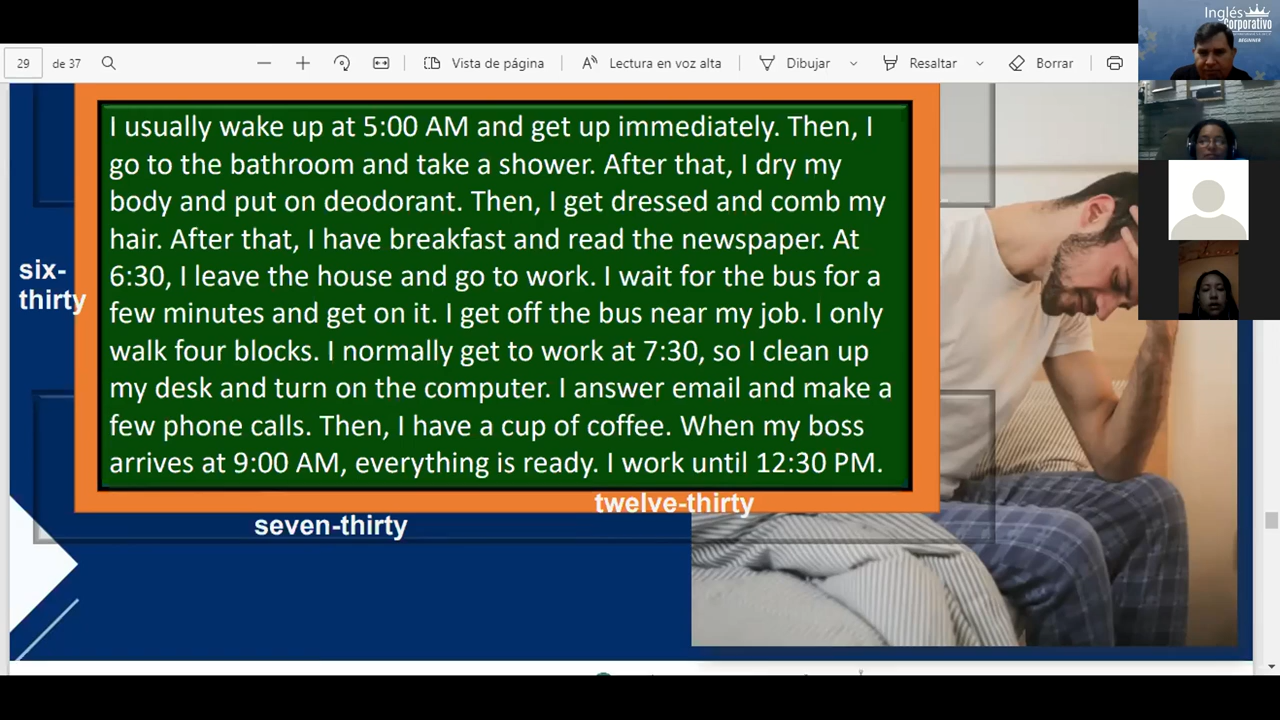 29 de 37 Vista de página Lectura en voz alta Dibujar Resaltar Borrar
Inglés
Corporativo
BEGINNER
I usually wake up at 5:00 AM and get up immediately. Then, I
go to the bathroom and take a shower. After that, I dry my
body and put on deodorant. Then, I get dressed and comb my
hair. After that, I have breakfast and read the newspaper. At
6:30, I leave the house and go to work. I wait for the bus for a
few minutes and get on it. I get off the bus near my job. I only
walk four blocks. I normally get to work at 7:30, so I clean up
my desk and turn on the computer. I answer email and make a
few phone calls. Then, I have a cup of coffee. When my boss
arrives at 9:00 AM, everything is ready. I work until 12:30 PM.
six-
thirty
twelve-thirty
seven-thirty